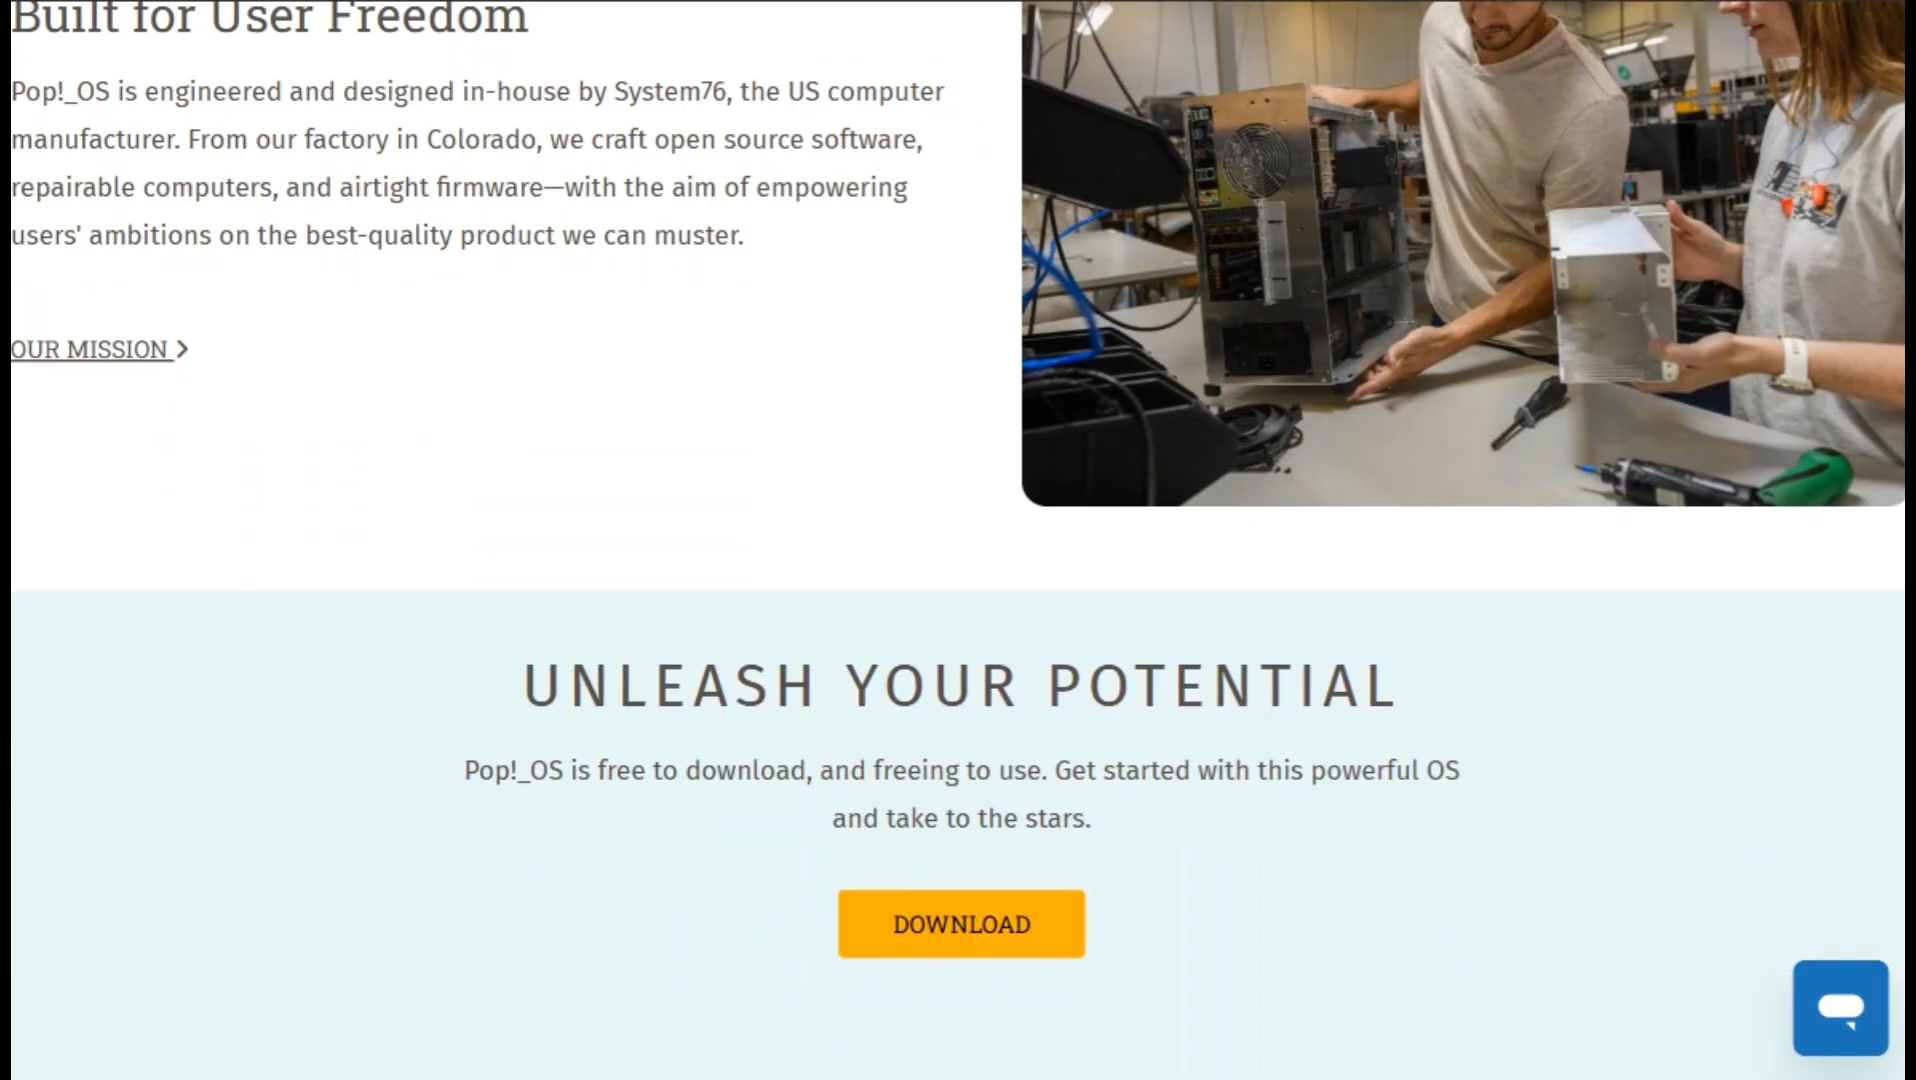 Built for User Freedom
Pop!_OS is engineered and designed in-house by System76, the US computer
manufacturer. From our factory in Colorado, we craft open source software,
repairable computers, and airtight firmware—with the aim of empowering
users' ambitions on the best-quality product we can muster.
OUR MISSION
UNLEASH YOUR POTENTIAL
Pop!_OS is free to download, and freeing to use. Get started with this powerful OS
and take to the stars.
DOWNLOAD